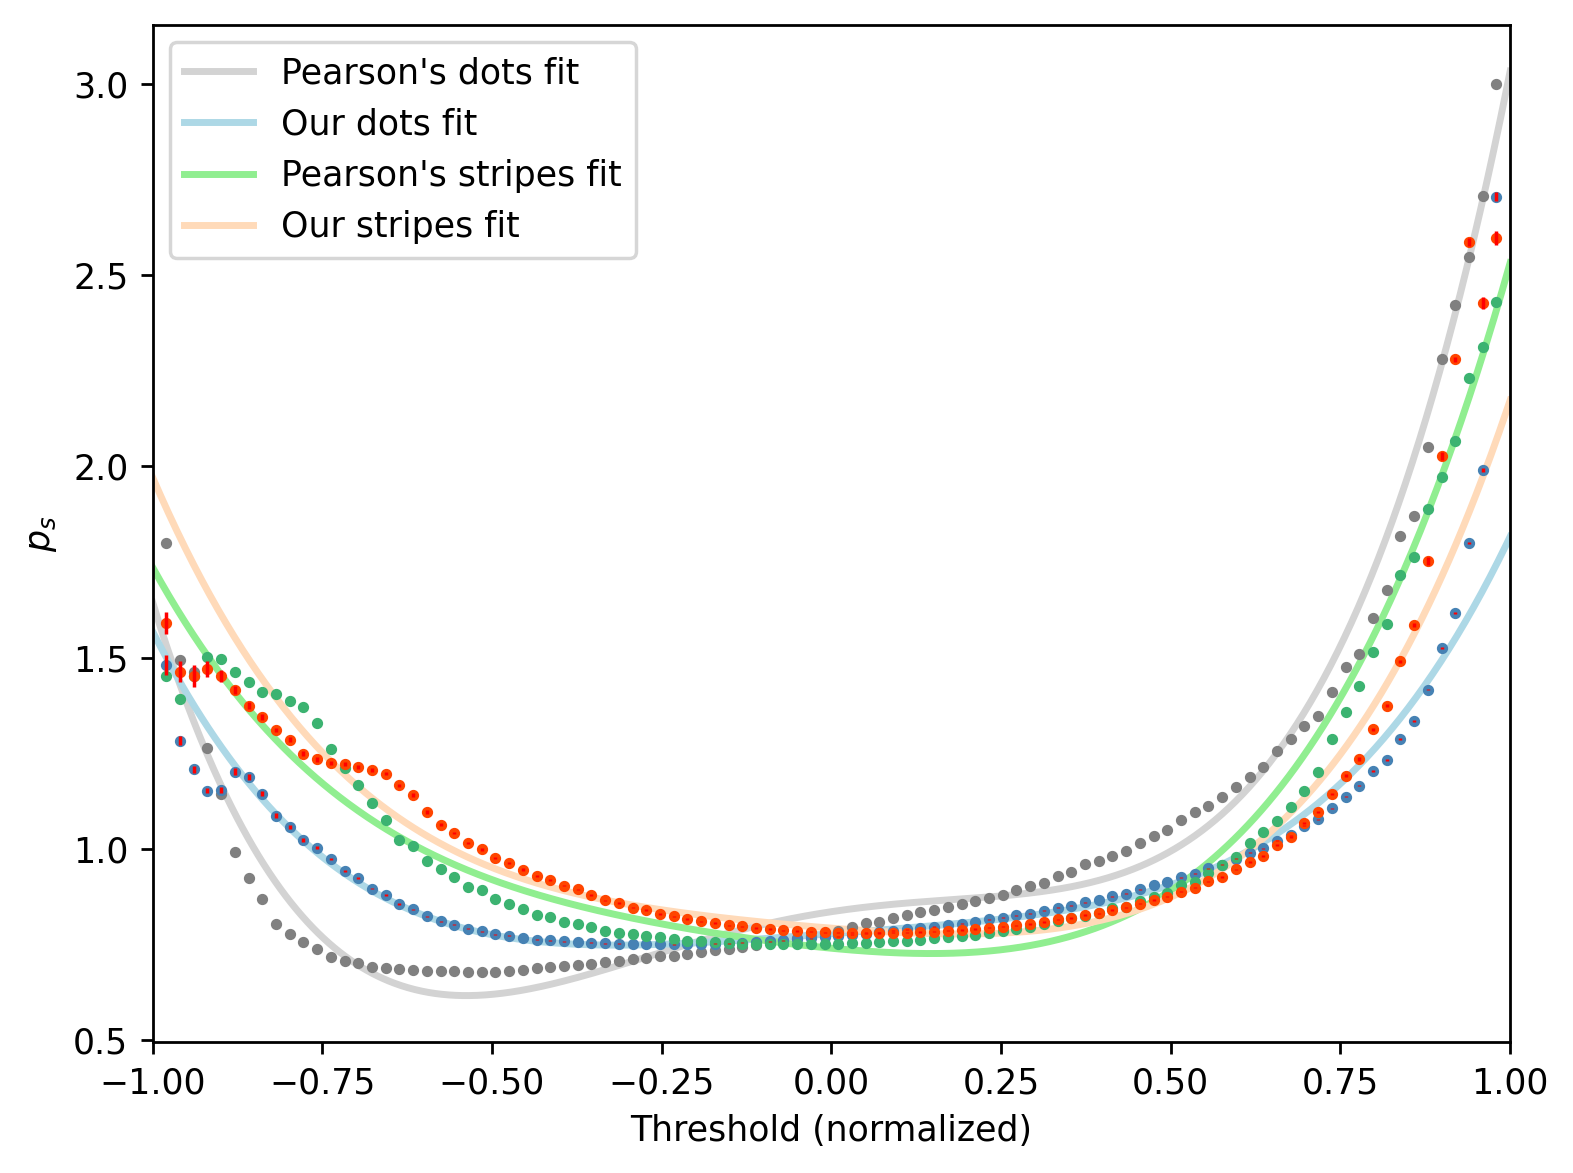 Pearson's dots fit
Our dots fit
Pearson's stripes fit
Our stripes fit
3.0
2.5
2.0
1.5
1.0
0.5
p_s
−1.00 −0.75 −0.50 −0.25 0.00 0.25 0.50 0.75 1.00
Threshold (normalized)